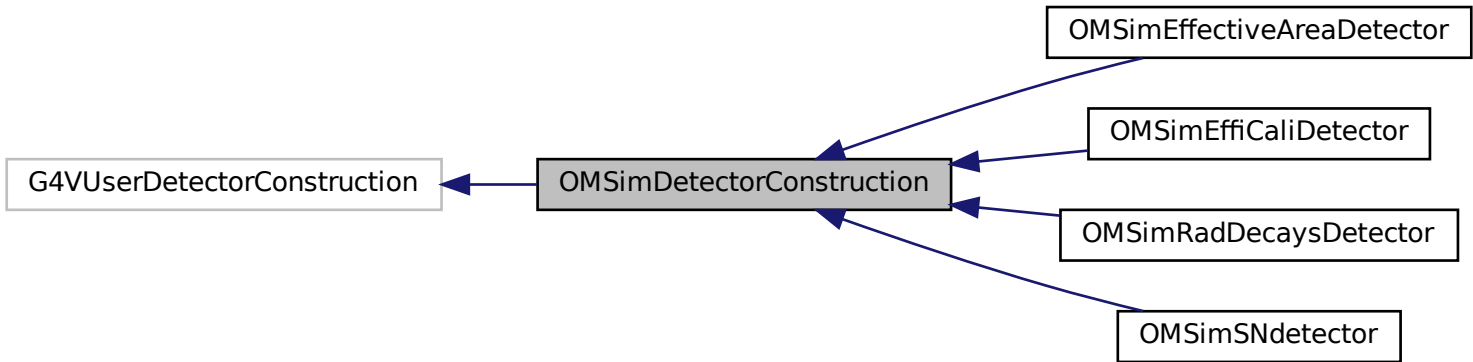 OMSimEffectiveAreaDetector
OMSimEffiCaliDetector
G4VUserDetectorConstruction
OMSimDetectorConstruction
OMSimRadDecaysDetector
OMSimSNdetector